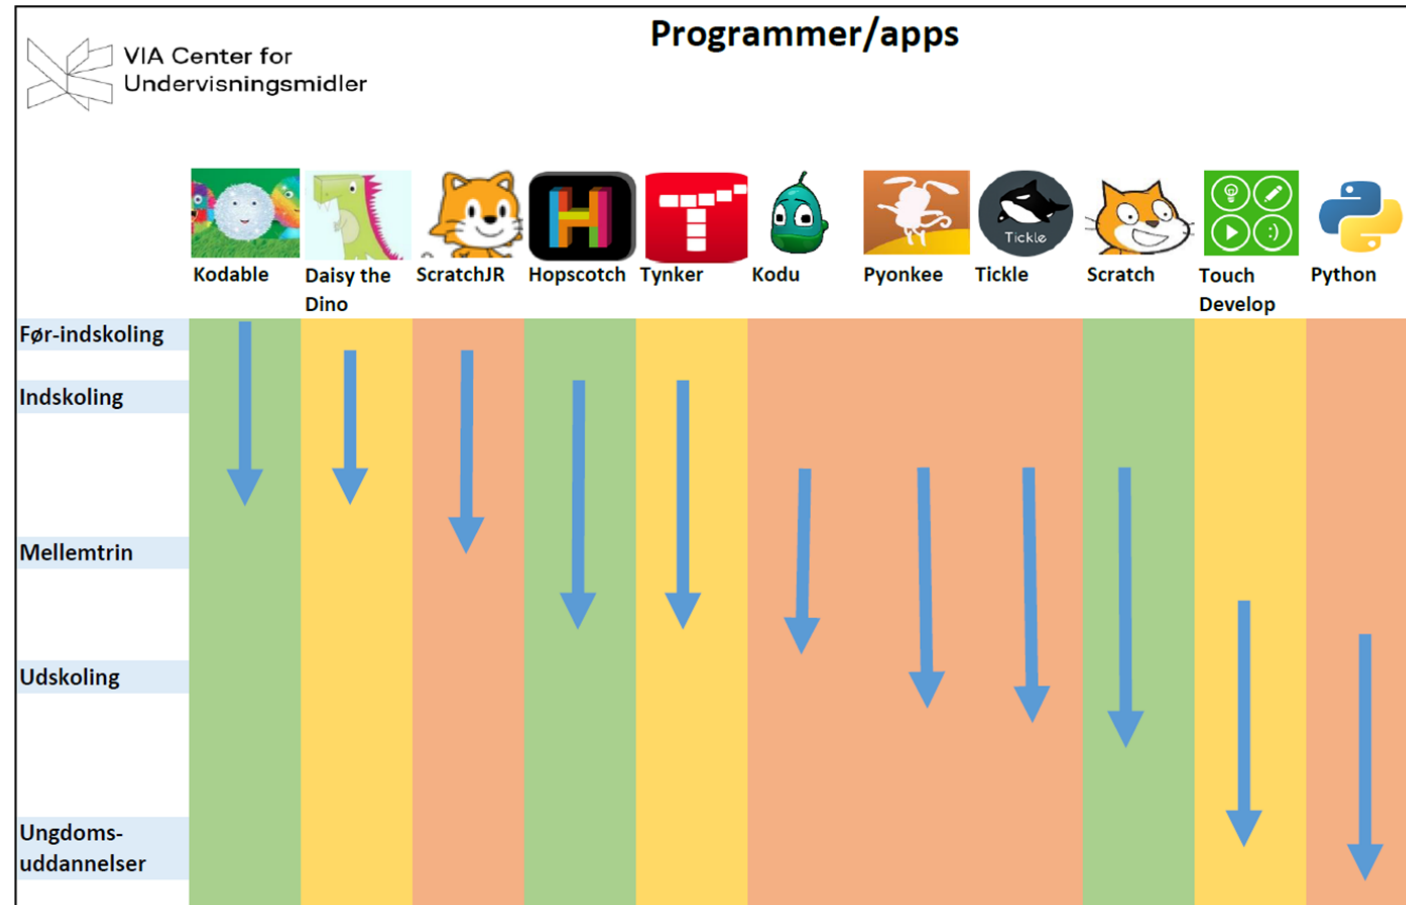 Programmer/apps
VIA Center for
Undervisningsmidler
Tickle
Kodable
Daisy the
Dino
ScratchJR
Hopscotch
Tynker
Kodu
Pyonkee
Tickle
Scratch
Touch
Develop
Python
Før-indskoling
Indskoling
Mellemtrin
Udskoling
Ungdoms-
uddannelser